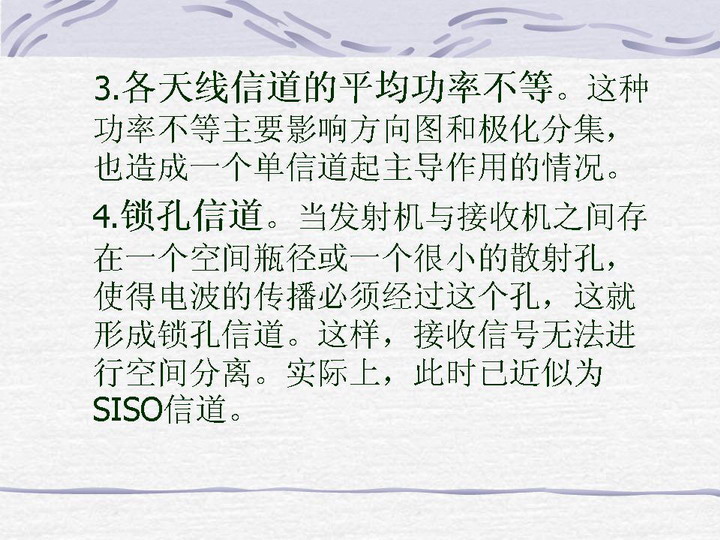 3.各天线信道的平均功率不等。这种
功率不等主要影响方向图和极化分集，
也造成一个单信道起主导作用的情况。
4.锁孔信道。当发射机与接收机之间存
在一个空间瓶径或一个很小的散射孔，
使得电波的传播必须经过这个孔，这就
形成锁孔信道。这样，接收信号无法进
行空间分离。实际上，此时已近似为
SISO信道。